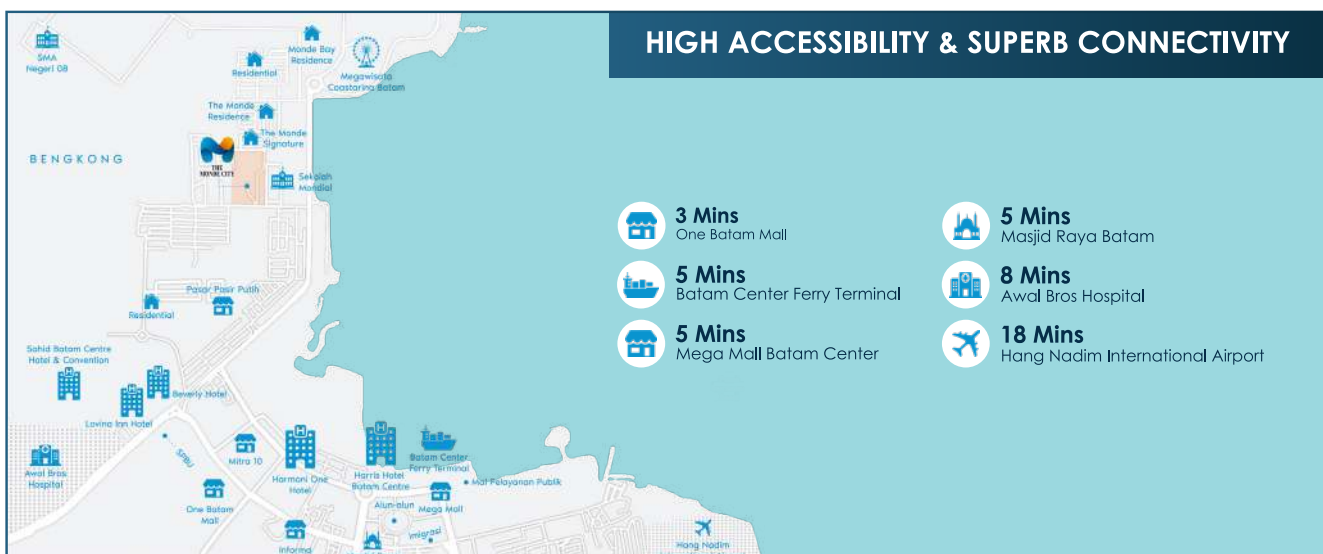 HIGH ACCESSIBILITY & SUPERB CONNECTIVITY
SMA
Negeri 08
Monde Bay
Residence
Residential
Megawisata
Coastarina Batam
The Monde
Residence
The Monde
Signature
BENGKONG
THE
MONDE CITY
Sekolah
Mondial
3 Mins
One Batam Mall
5 Mins
Batam Center Ferry Terminal
5 Mins
Mega Mall Batam Center
5 Mins
Masjid Raya Batam
8 Mins
Awal Bros Hospital
18 Mins
Hang Nadim International Airport
Pasar Pasir Putih
Residential
Sahid Batam Centre
Hotel & Convention
Beverly Hotel
Lovina Inn Hotel
SPBU
Awal Bros
Hospital
Mitra 10
Harmoni One
Hotel
Harris Hotel
Batam Centre
Batam Center
Ferry Terminal
Mal Pelayanan Publik
One Batam
Mall
Alun-alun
Mega Mall
Imigrasi
Informa
Hang Nadim